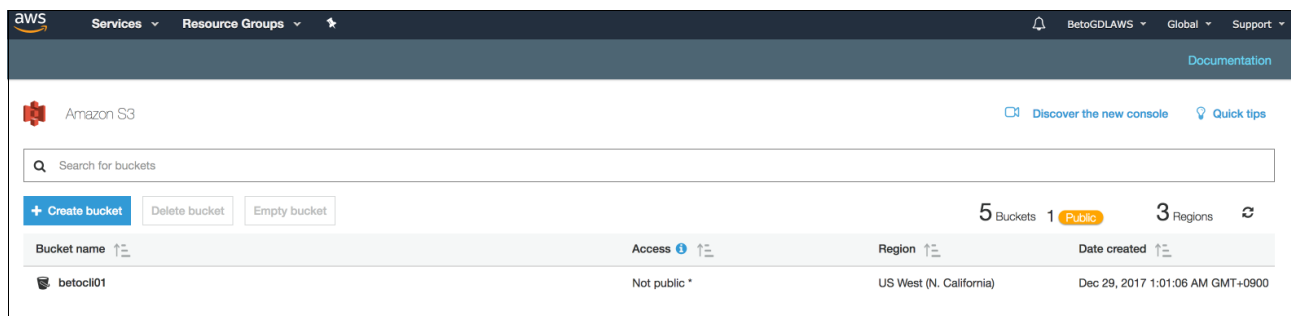 aws Services Resource Groups BetoGDLAWS Global Support
Documentation
Amazon S3 Discover the new console Quick tips
Search for buckets
+ Create bucket Delete bucket Empty bucket 5 Buckets 1 Public 3 Regions
Bucket name Access Region Date created
betocli01 Not public * US West (N. California) Dec 29, 2017 1:01:06 AM GMT+0900